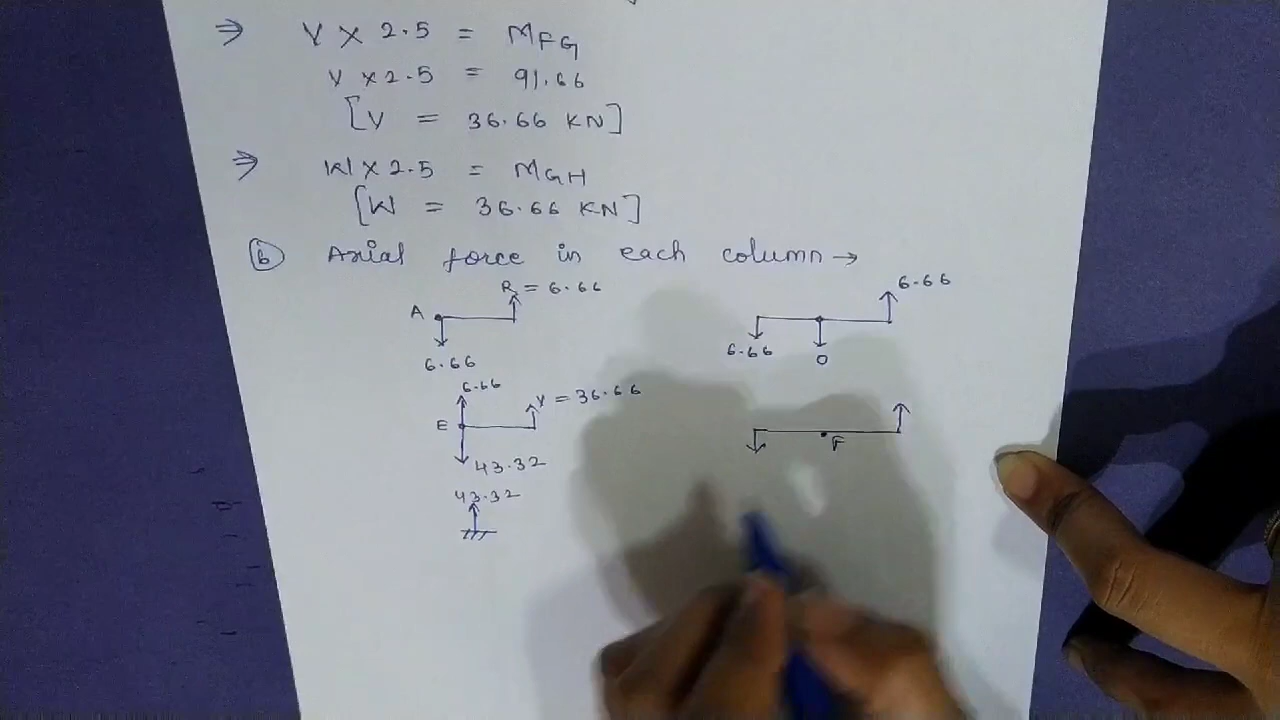 ⇒ V × 2.5 = MFG
V × 2.5 = 91.66
[V = 36.66 KN]
⇒ W × 2.5 = MGH
[W = 36.66 KN]
(b) Axial force in each column →
R = 6.66
A
6.66
6.66
E
V = 36.66
43.32
43.32
6.66
6.66
0
F